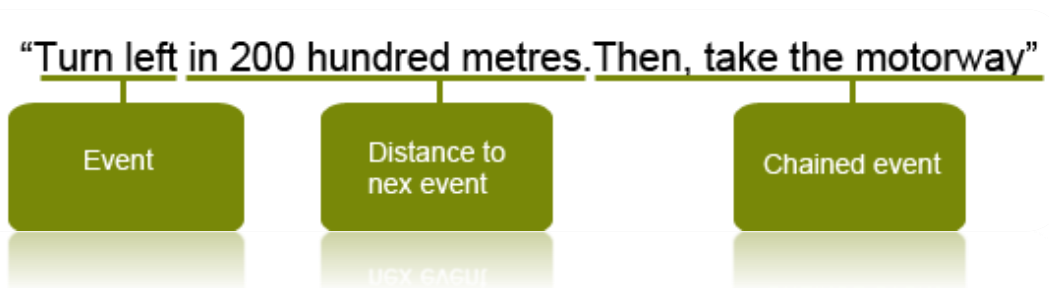 “Turn left in 200 hundred metres.Then, take the motorway”
Event
Distance to
nex event
Chained event